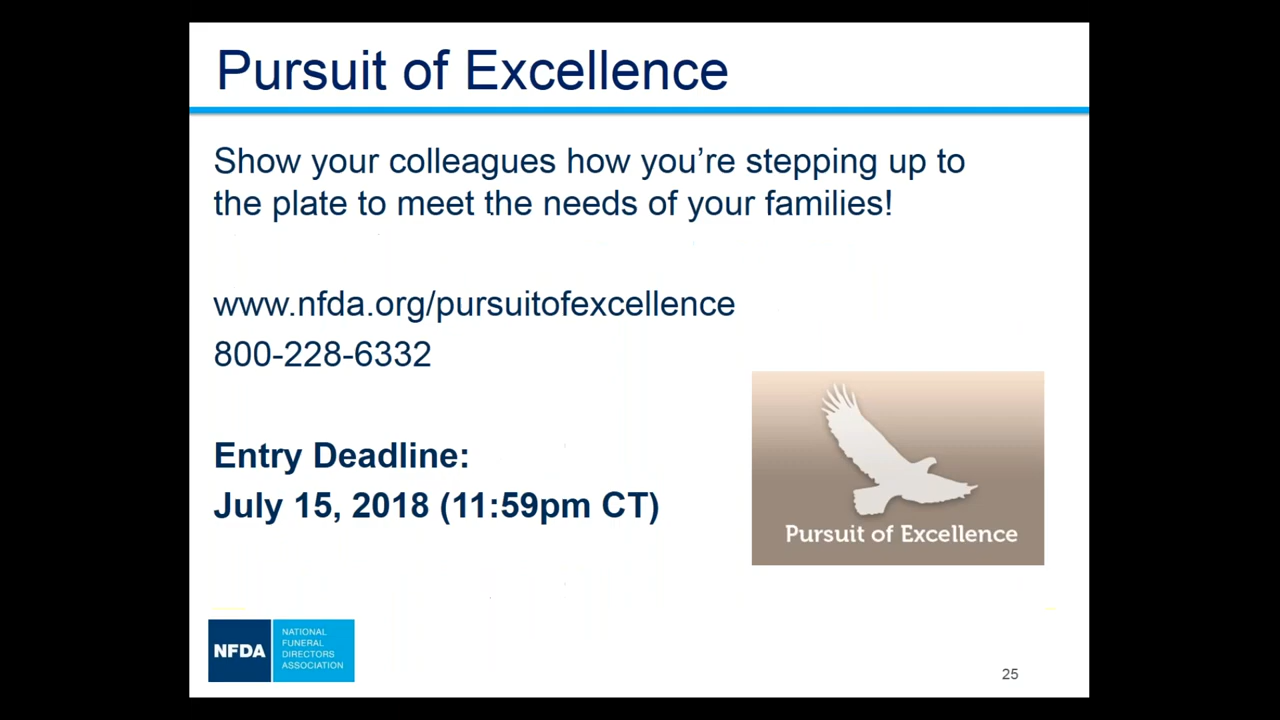 Pursuit of Excellence
Show your colleagues how you’re stepping up to
the plate to meet the needs of your families!
www.nfda.org/pursuitofexcellence
800-228-6332
Entry Deadline:
July 15, 2018 (11:59pm CT)
Pursuit of Excellence
NFDA
NATIONAL
FUNERAL
DIRECTORS
ASSOCIATION
25